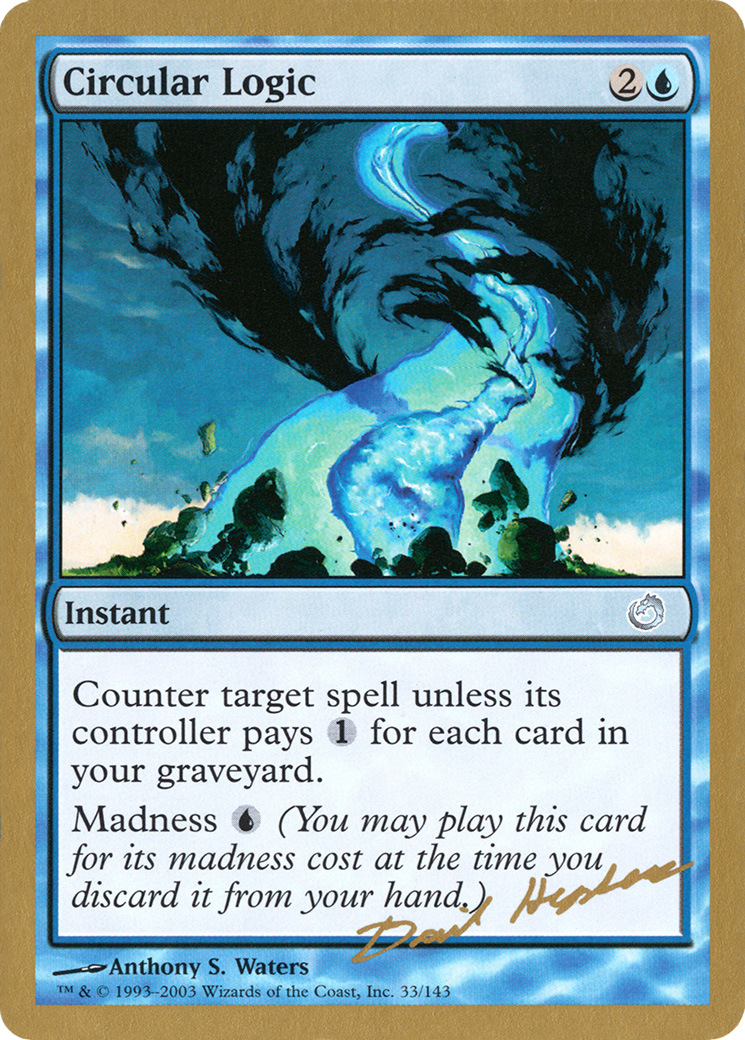 Circular Logic 2
Instant
Counter target spell unless its
controller pays 1 for each card in
your graveyard.
Madness (You may play this card
for its madness cost at the time you
discard it from your hand.)
Anthony S. Waters
™ & © 1993–2003 Wizards of the Coast, Inc. 33/143